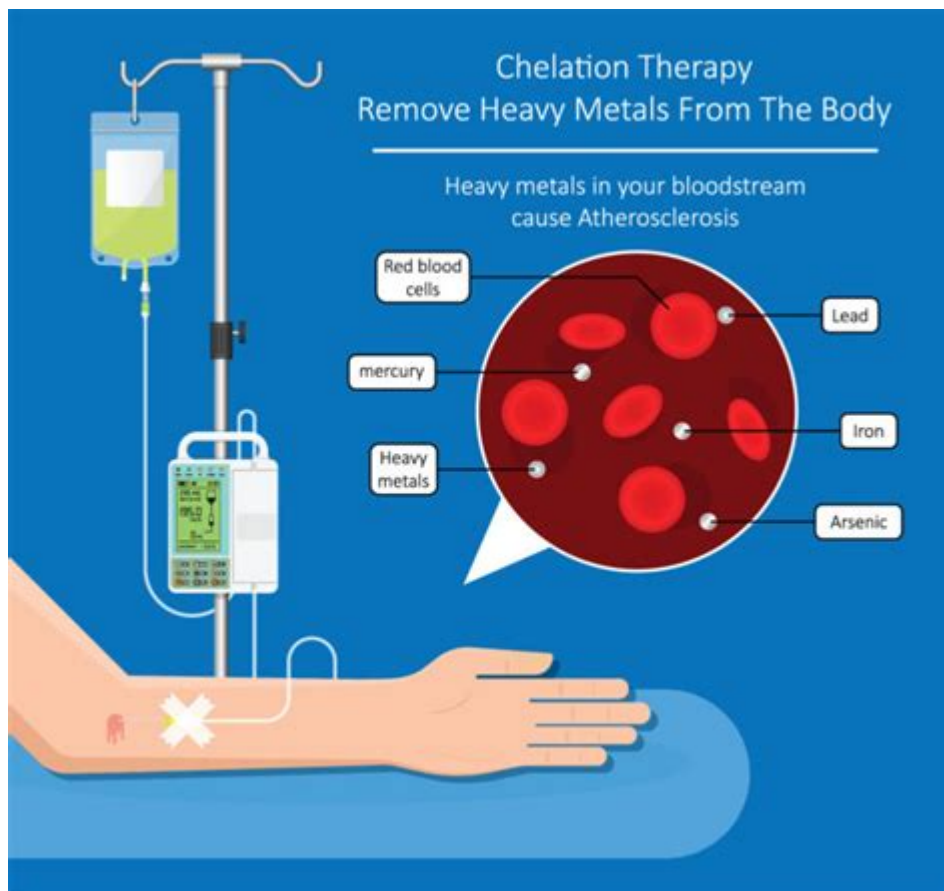 Chelation Therapy
Remove Heavy Metals From The Body
Heavy metals in your bloodstream
cause Atherosclerosis
Red blood
cells
Lead
mercury
Iron
Heavy
metals
Arsenic